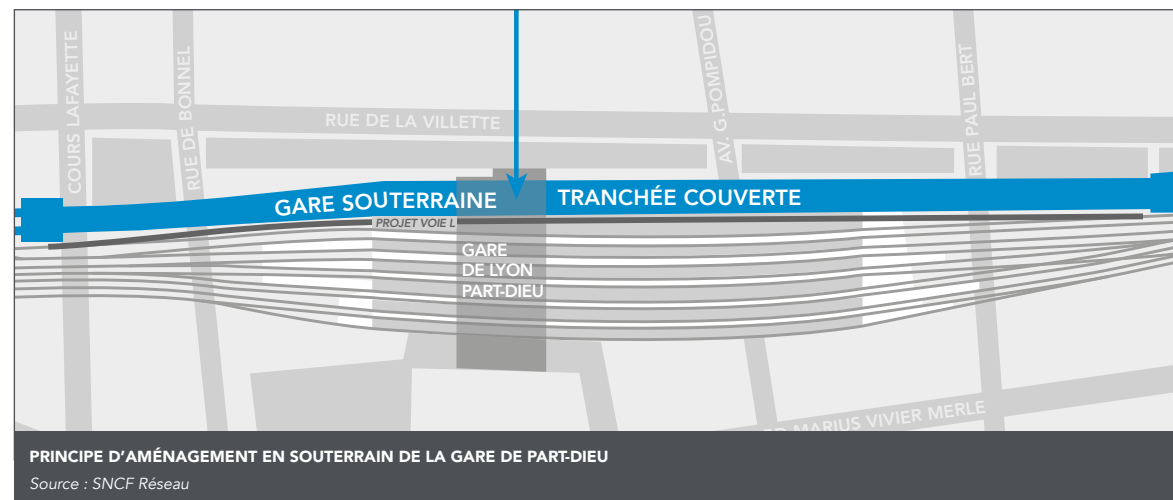 COURS LAFAYETTE
RUE DE BONNEL
RUE DE LA VILLETTE
AV. G.POMPIDOU
RUE PAUL BERT
GARE SOUTERRAINE
TRANCHÉE COUVERTE
PROJET VOIE L
GARE
DE LYON
PART-DIEU
MARIUS VIVIER MERLE
PRINCIPE D'AMÉNAGEMENT EN SOUTERRAIN DE LA GARE DE PART-DIEU
Source : SNCF Réseau